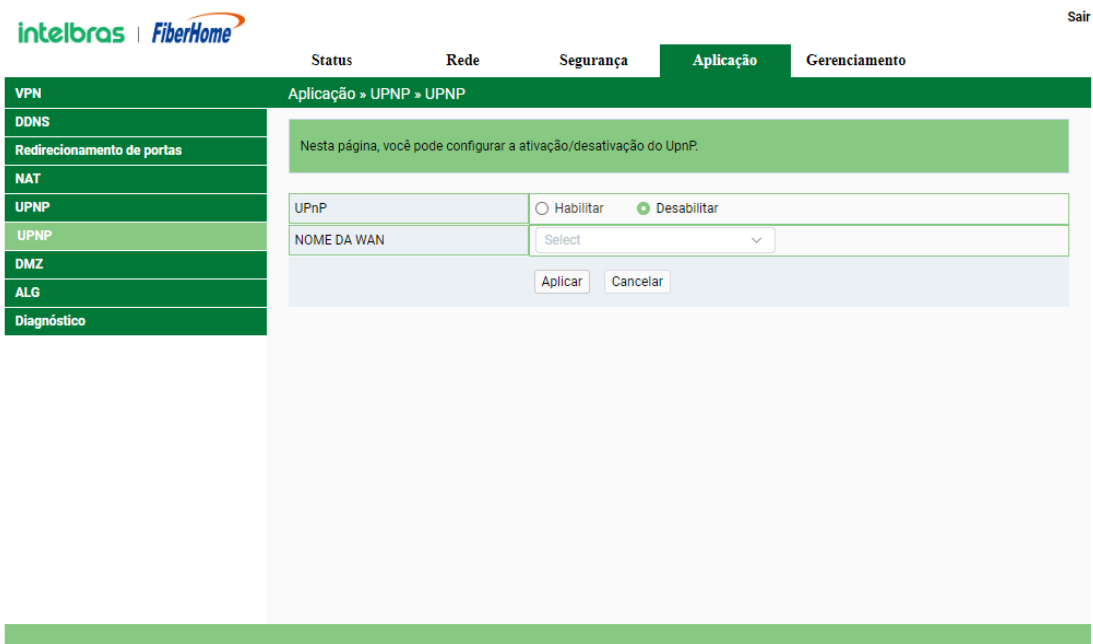 intelbras | FiberHome
Sair
Status Rede Segurança Aplicação Gerenciamento
VPN
DDNS
Redirecionamento de portas
NAT
UPNP
UPNP
DMZ
ALG
Diagnóstico
Aplicação » UPNP » UPNP
Nesta página, você pode configurar a ativação/desativação do UpnP.
UPnP Habilitar Desabilitar
NOME DA WAN Select
Aplicar Cancelar